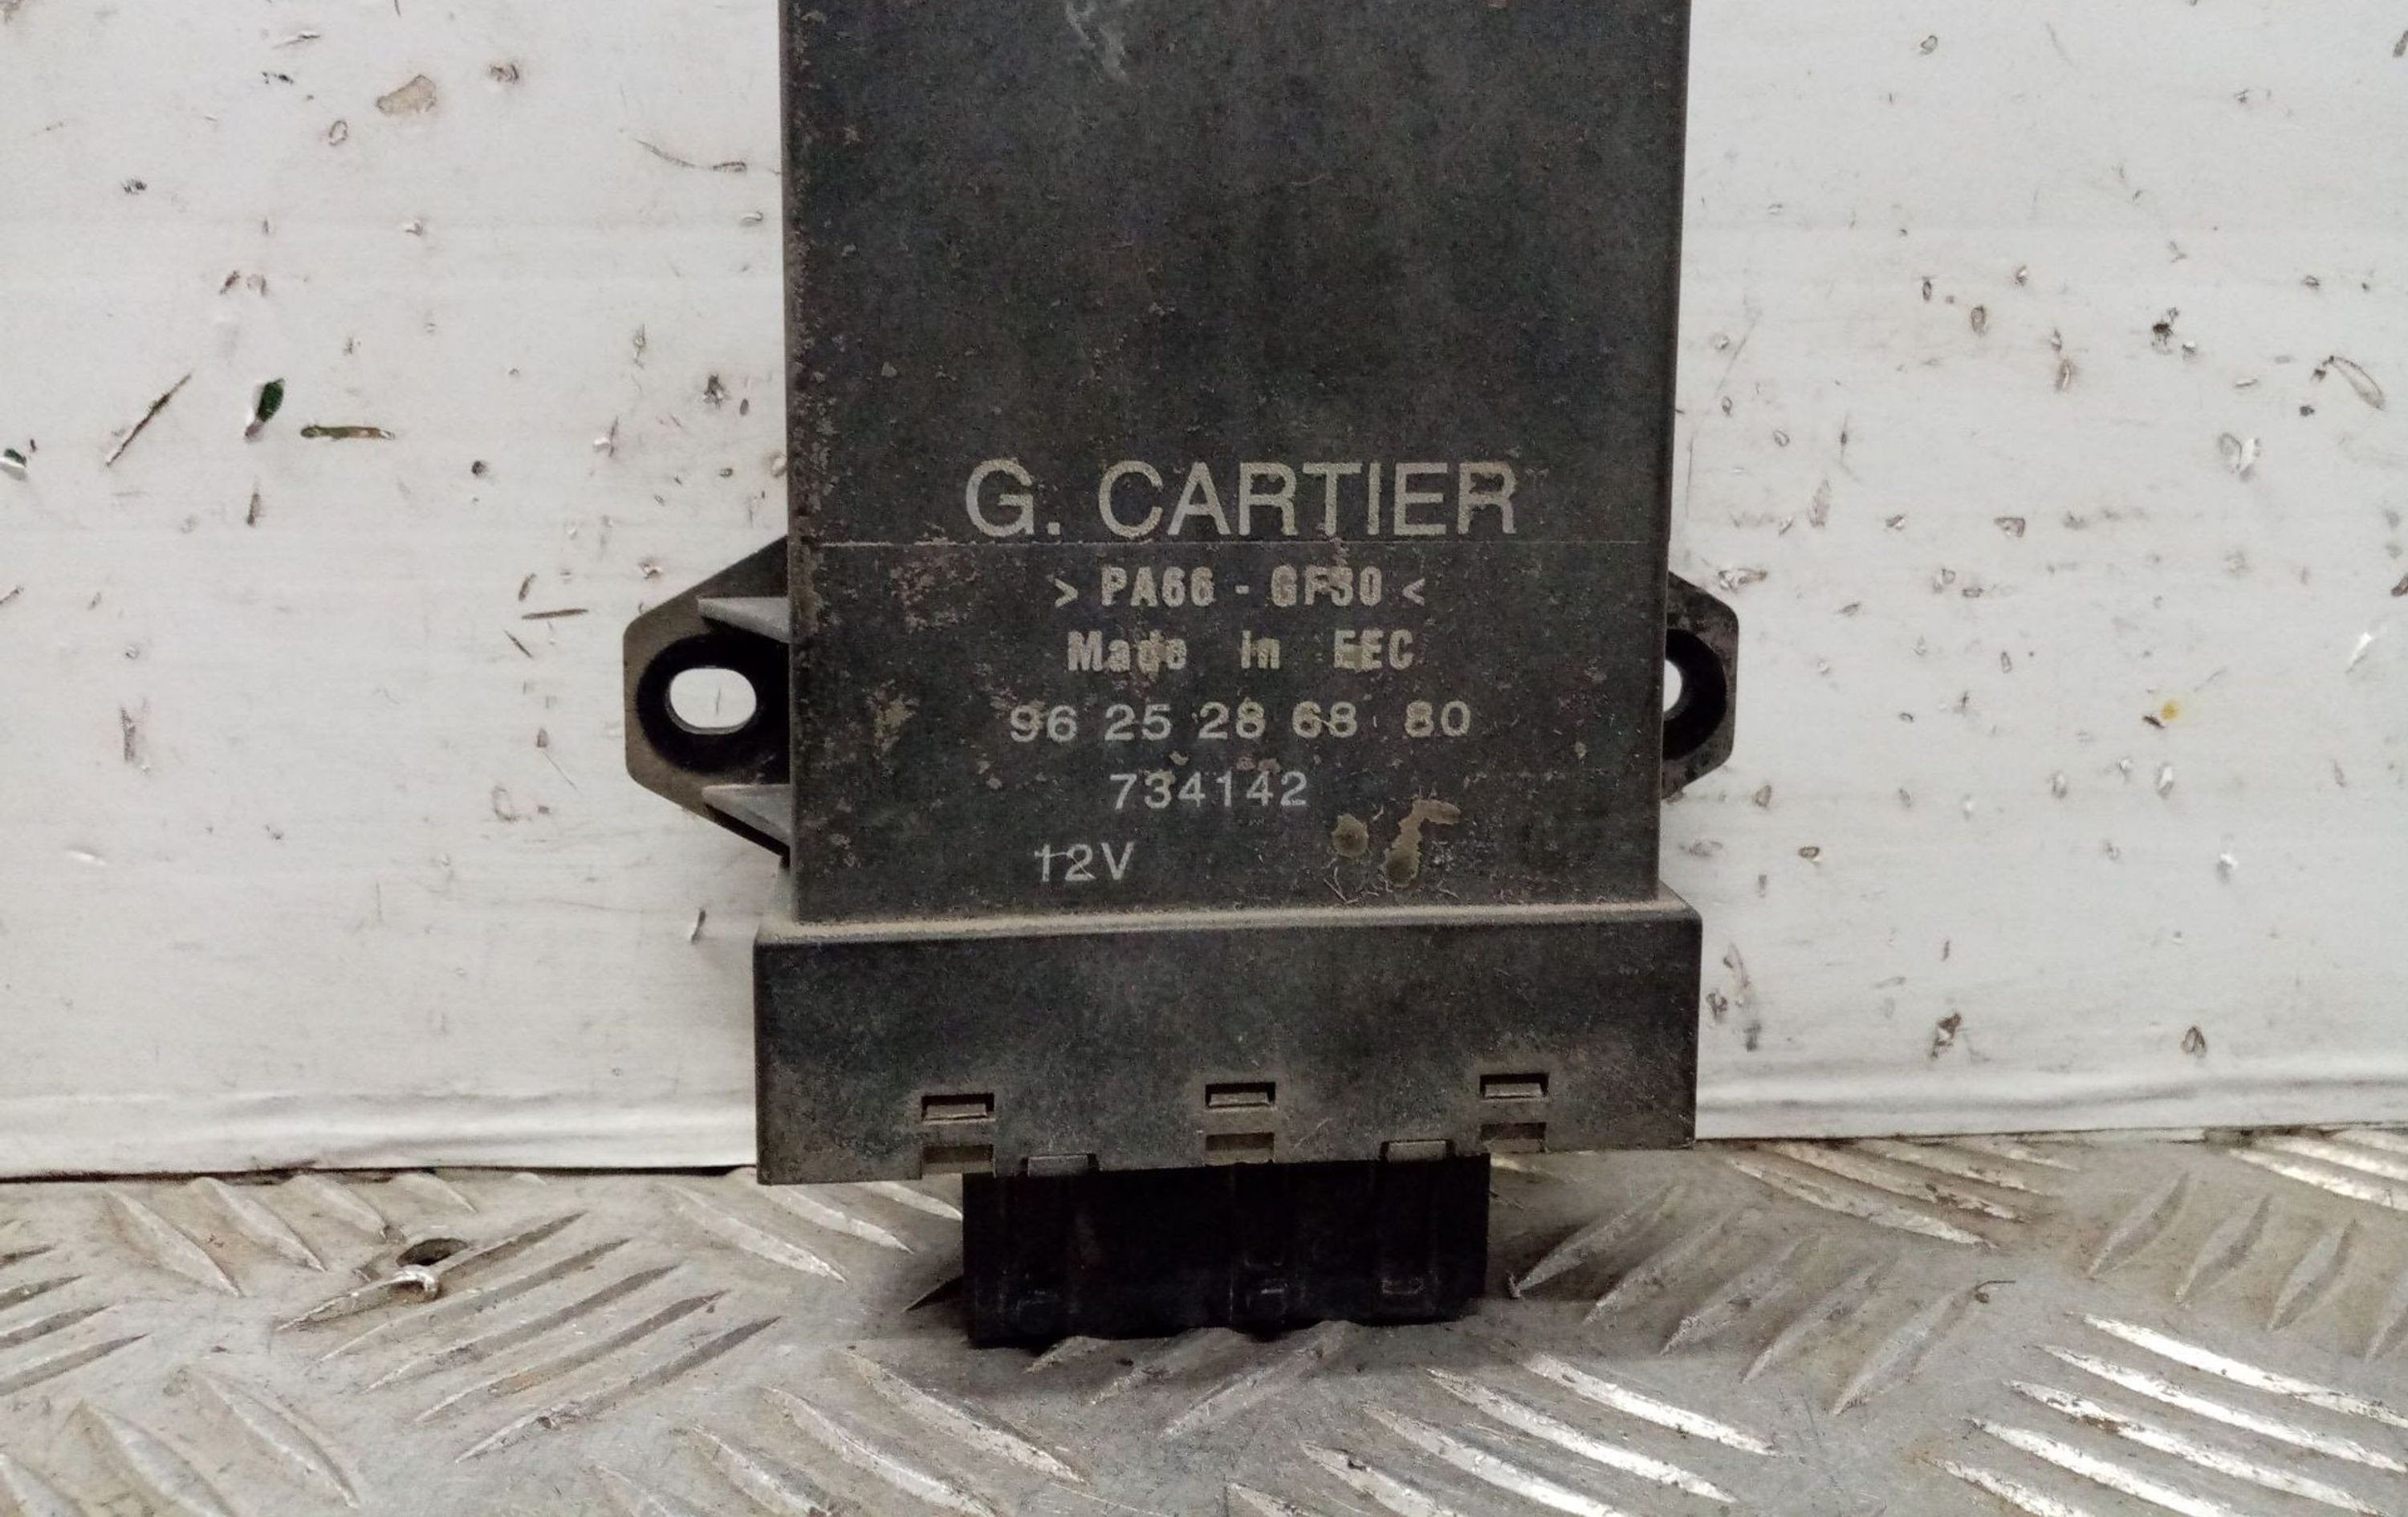 G. CARTIER
> PA66 - GF30 <
Made in EEC
96 25 28 68 80
734142
12V